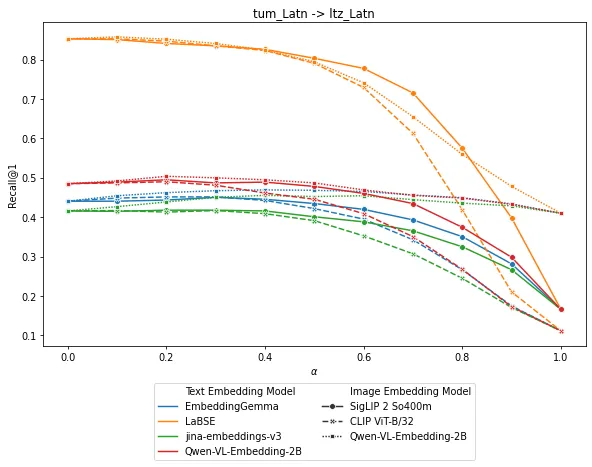 tum_Latn -> ltz_Latn
Recall@1
0.8
0.7
0.6
0.5
0.4
0.3
0.2
0.1
0.0 0.2 0.4 0.6 0.8 1.0
α
Text Embedding Model Image Embedding Model
EmbeddingGemma SigLIP 2 So400m
LaBSE CLIP ViT-B/32
jina-embeddings-v3 Qwen-VL-Embedding-2B
Qwen-VL-Embedding-2B